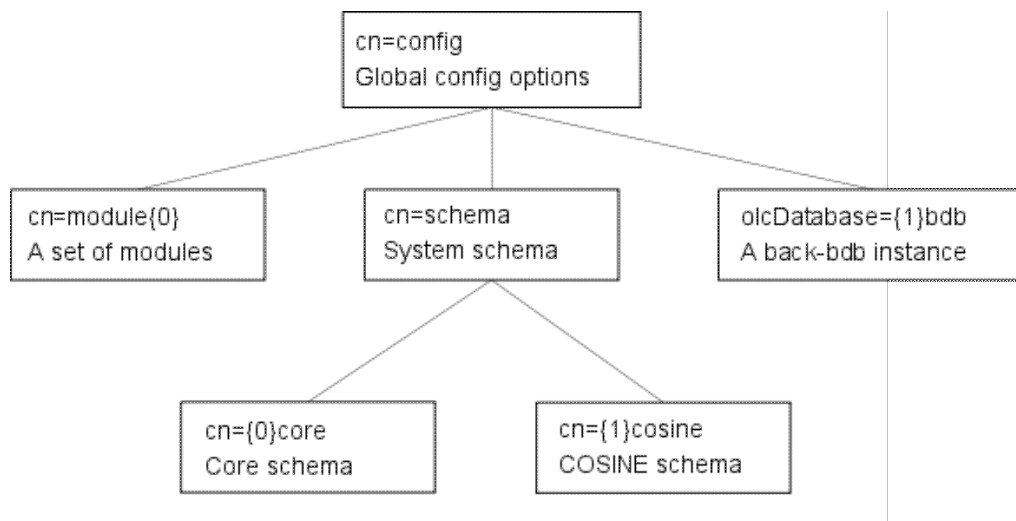 cn=config
Global config options
cn=module{0}
A set of modules
cn=schema
System schema
olcDatabase={1}bdb
A back-bdb instance
cn={0}core
Core schema
cn={1}cosine
COSINE schema